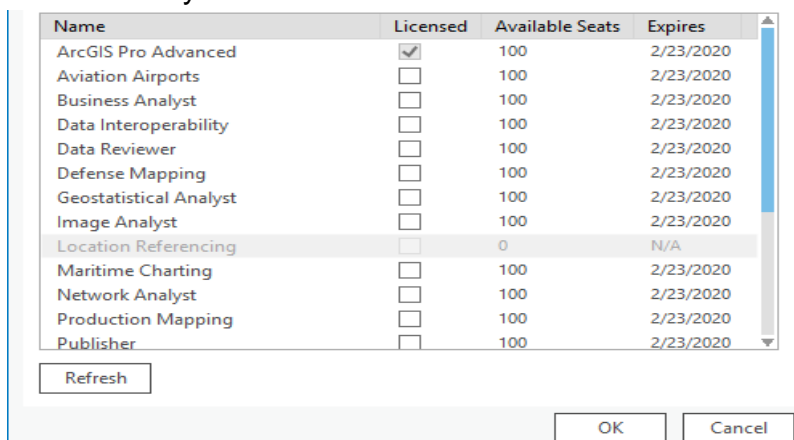 Name Licensed Available Seats Expires
ArcGIS Pro Advanced 100 2/23/2020
Aviation Airports 100 2/23/2020
Business Analyst 100 2/23/2020
Data Interoperability 100 2/23/2020
Data Reviewer 100 2/23/2020
Defense Mapping 100 2/23/2020
Geostatistical Analyst 100 2/23/2020
Image Analyst 100 2/23/2020
Location Referencing 0 N/A
Maritime Charting 100 2/23/2020
Network Analyst 100 2/23/2020
Production Mapping 100 2/23/2020
Publisher 100 2/23/2020
Refresh
OK Cancel